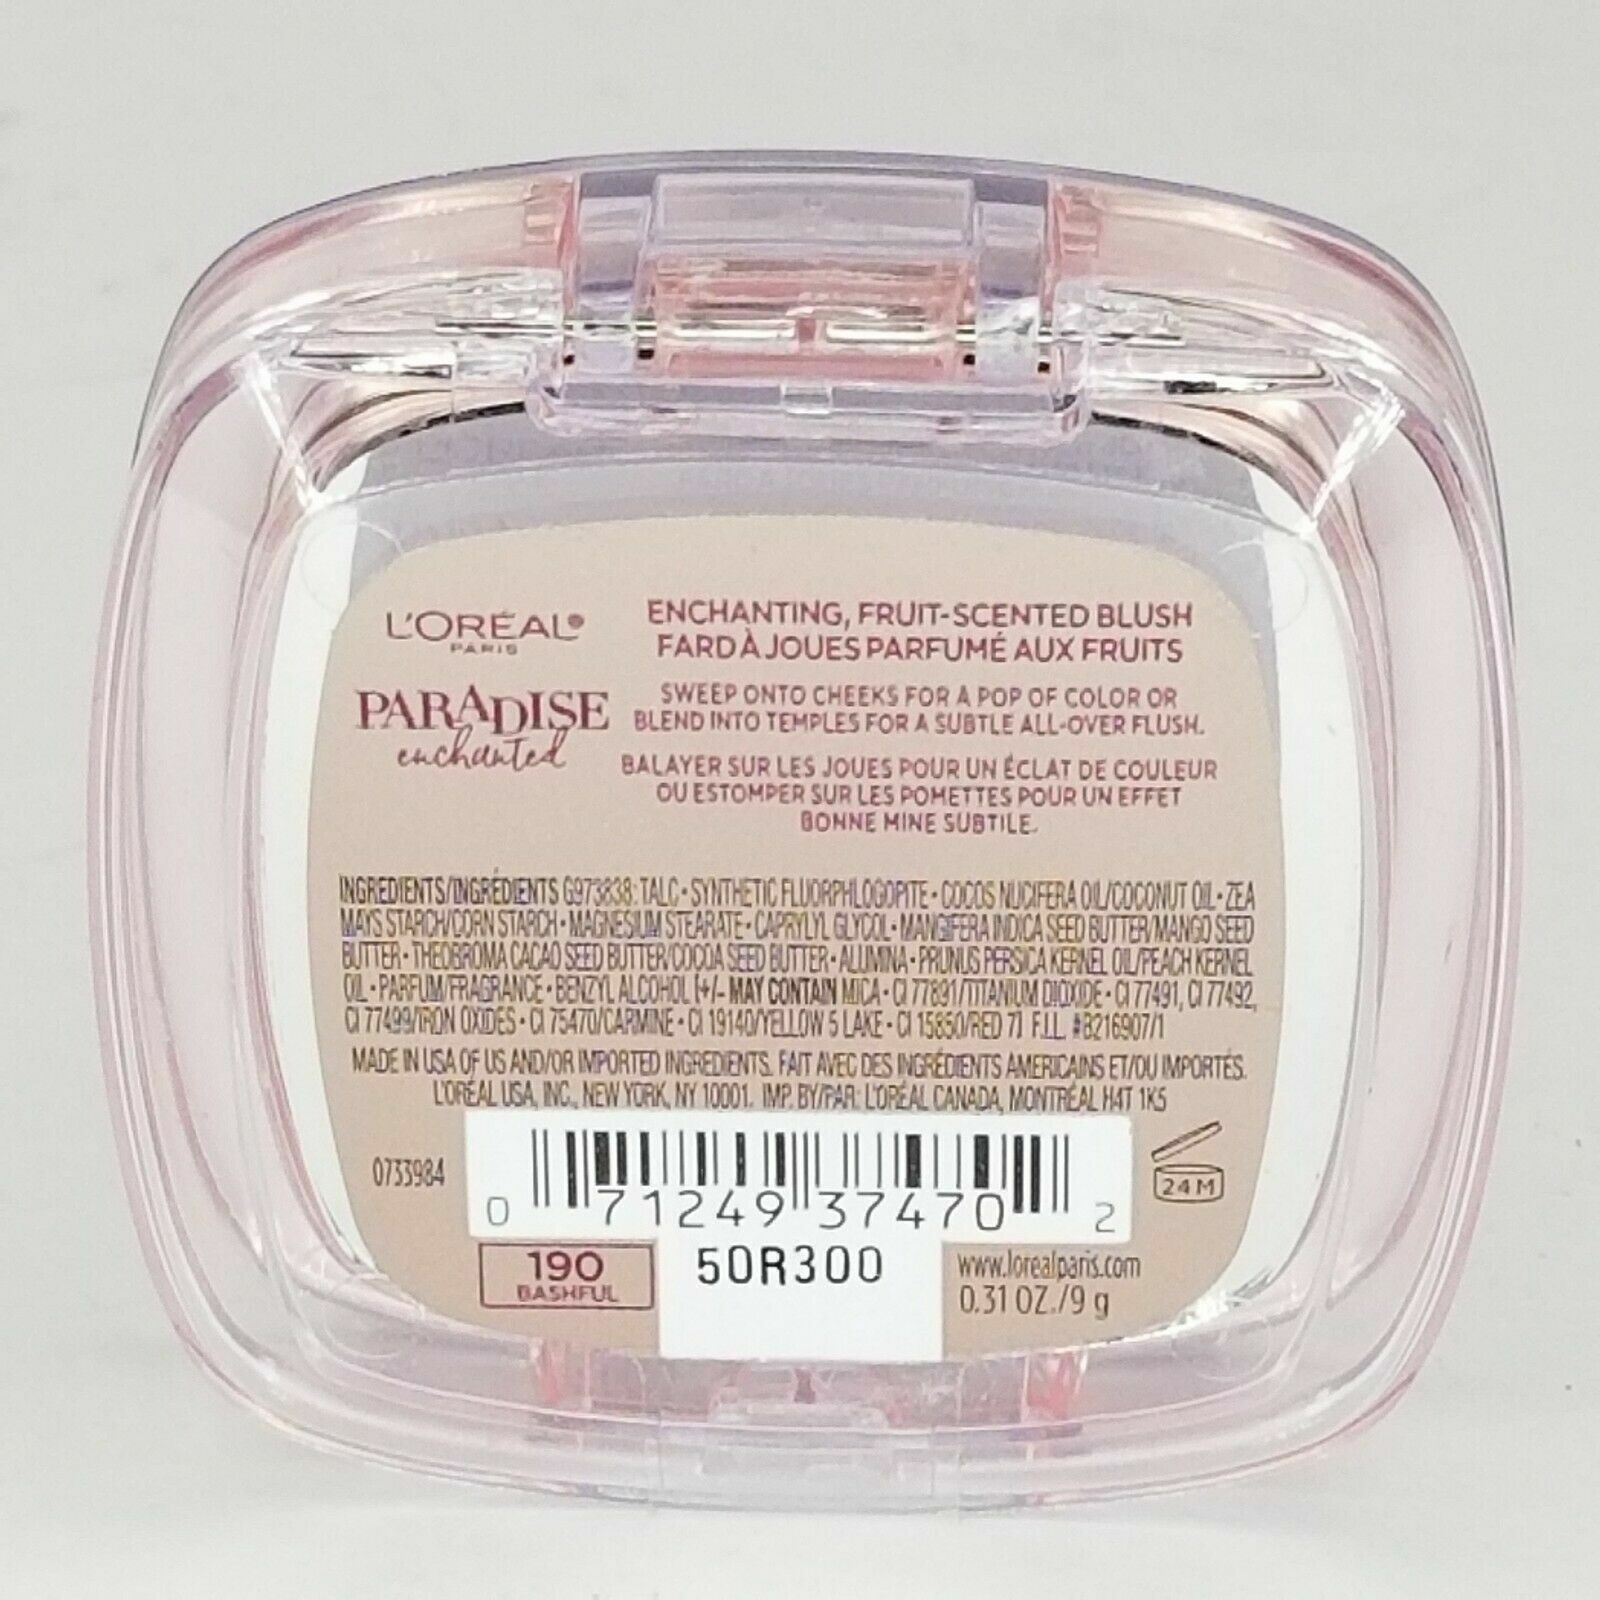 L'ORÉAL
PARIS
PARADISE
enchanted
ENCHANTING, FRUIT-SCENTED BLUSH
FARD À JOUES PARFUMÉ AUX FRUITS
SWEEP ONTO CHEEKS FOR A POP OF COLOR OR
BLEND INTO TEMPLES FOR A SUBTLE ALL-OVER FLUSH.
BALAYER SUR LES JOUES POUR UN ÉCLAT DE COULEUR
OU ESTOMPER SUR LES POMETTES POUR UN EFFET
BONNE MINE SUBTILE.
INGREDIENTS/INGRÉDIENTS G973838: TALC • SYNTHETIC FLUORPHLOGOPITE • COCOS NUCIFERA OIL/COCONUT OIL • ZEA
MAYS STARCH/CORN STARCH • MAGNESIUM STEARATE • CAPRYLYL GLYCOL • MANGIFERA INDICA SEED BUTTER/MANGO SEED
BUTTER • THEOBROMA CACAO SEED BUTTER/COCOA SEED BUTTER • ALUMINA • PRUNUS PERSICA KERNEL OIL/PEACH KERNEL
OIL • PARFUM/FRAGRANCE • BENZYL ALCOHOL [+/- MAY CONTAIN MICA • CI 77891/TITANIUM DIOXIDE • CI 77491, CI 77492,
CI 77499/IRON OXIDES • CI 75470/CARMINE • CI 19140/YELLOW 5 LAKE • CI 15850/RED 7] F.I.L. #B216907/1
MADE IN USA OF US AND/OR IMPORTED INGREDIENTS. FAIT AVEC DES INGRÉDIENTS AMERICAINS ET/OU IMPORTÉS.
L'ORÉAL USA, INC., NEW YORK, NY 10001. IMP. BY/PAR: L'ORÉAL CANADA, MONTRÉAL H4T 1K5
0733984
0 71249 37470 2
24 M
190
BASHFUL
50R300
www.lorealparis.com
0.31 OZ./9 g